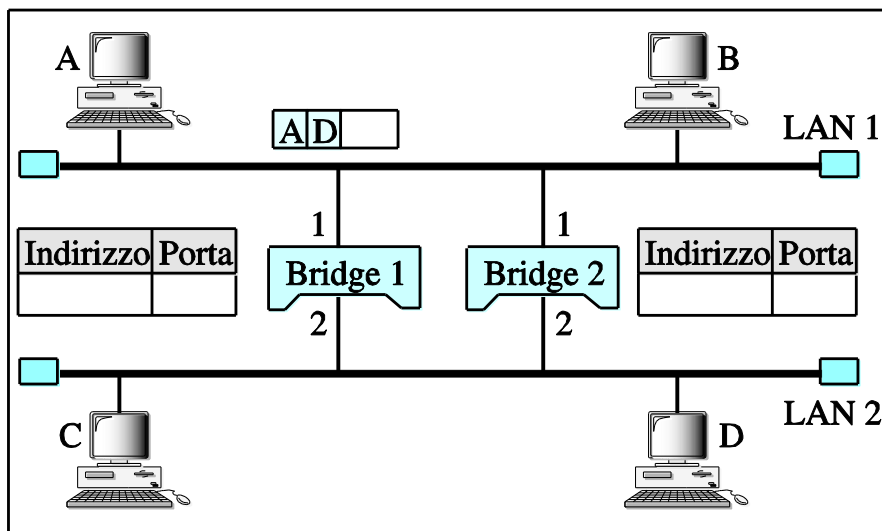 A
B
A D
LAN 1
1
1
Indirizzo Porta
Bridge 1
Bridge 2
Indirizzo Porta
2
2
C
D
LAN 2